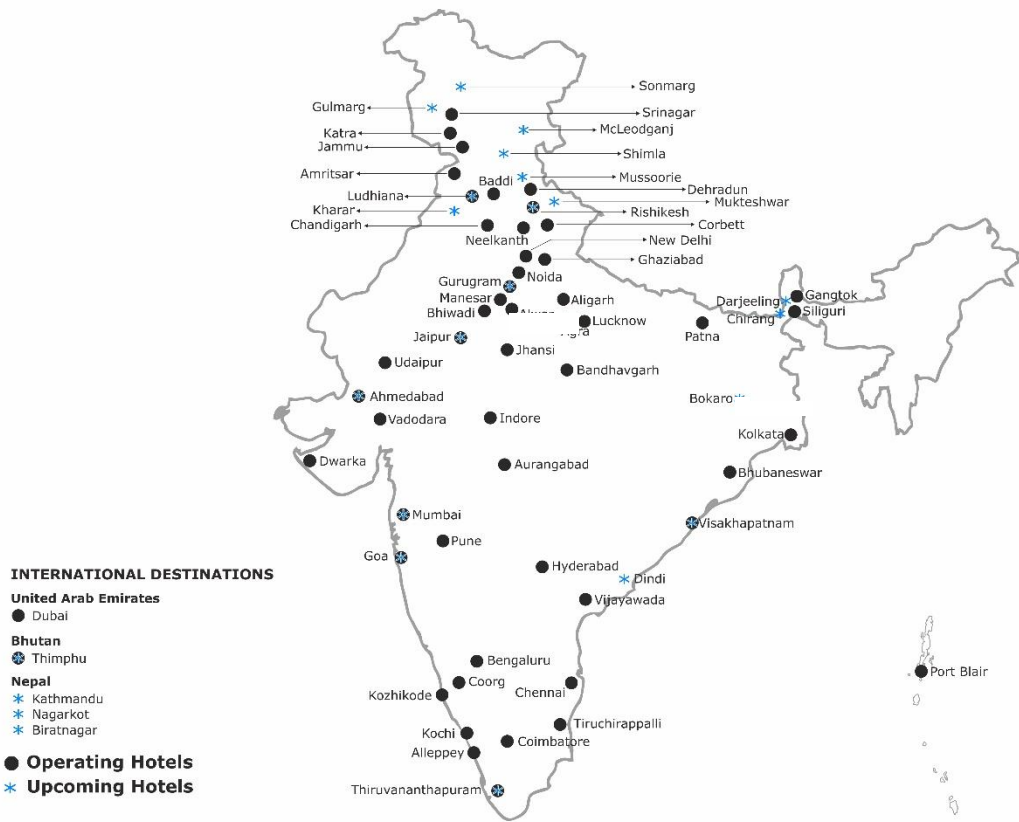 Sonmarg
Gulmarg
Srinagar
McLeodganj
Katra
Jammu
Shimla
Amritsar
Mussoorie
Baddi
Dehradun
Ludhiana
Mukteshwar
Kharar
Rishikesh
Chandigarh
Corbett
Neelkanth
New Delhi
Ghaziabad
Noida
Gurugram
Manesar
Aligarh
Gangtok
Darjeeling
Bhiwadi
Siliguri
Chirang
Lucknow
Agra
Patna
Jaipur
Jhansi
Udaipur
Bandhavgarh
Ahmedabad
Bokaro
Vadodara
Indore
Kolkata
Dwarka
Aurangabad
Bhubaneswar
Mumbai
Visakhapatnam
Pune
Goa
Hyderabad
Dindi
Vijayawada
INTERNATIONAL DESTINATIONS
United Arab Emirates
Dubai
Bhutan
Thimphu
Nepal
Kathmandu
Nagarkot
Biratnagar
Operating Hotels
Upcoming Hotels
Bengaluru
Port Blair
Coorg
Chennai
Kozhikode
Tiruchirappalli
Kochi
Coimbatore
Alleppey
Thiruvananthapuram